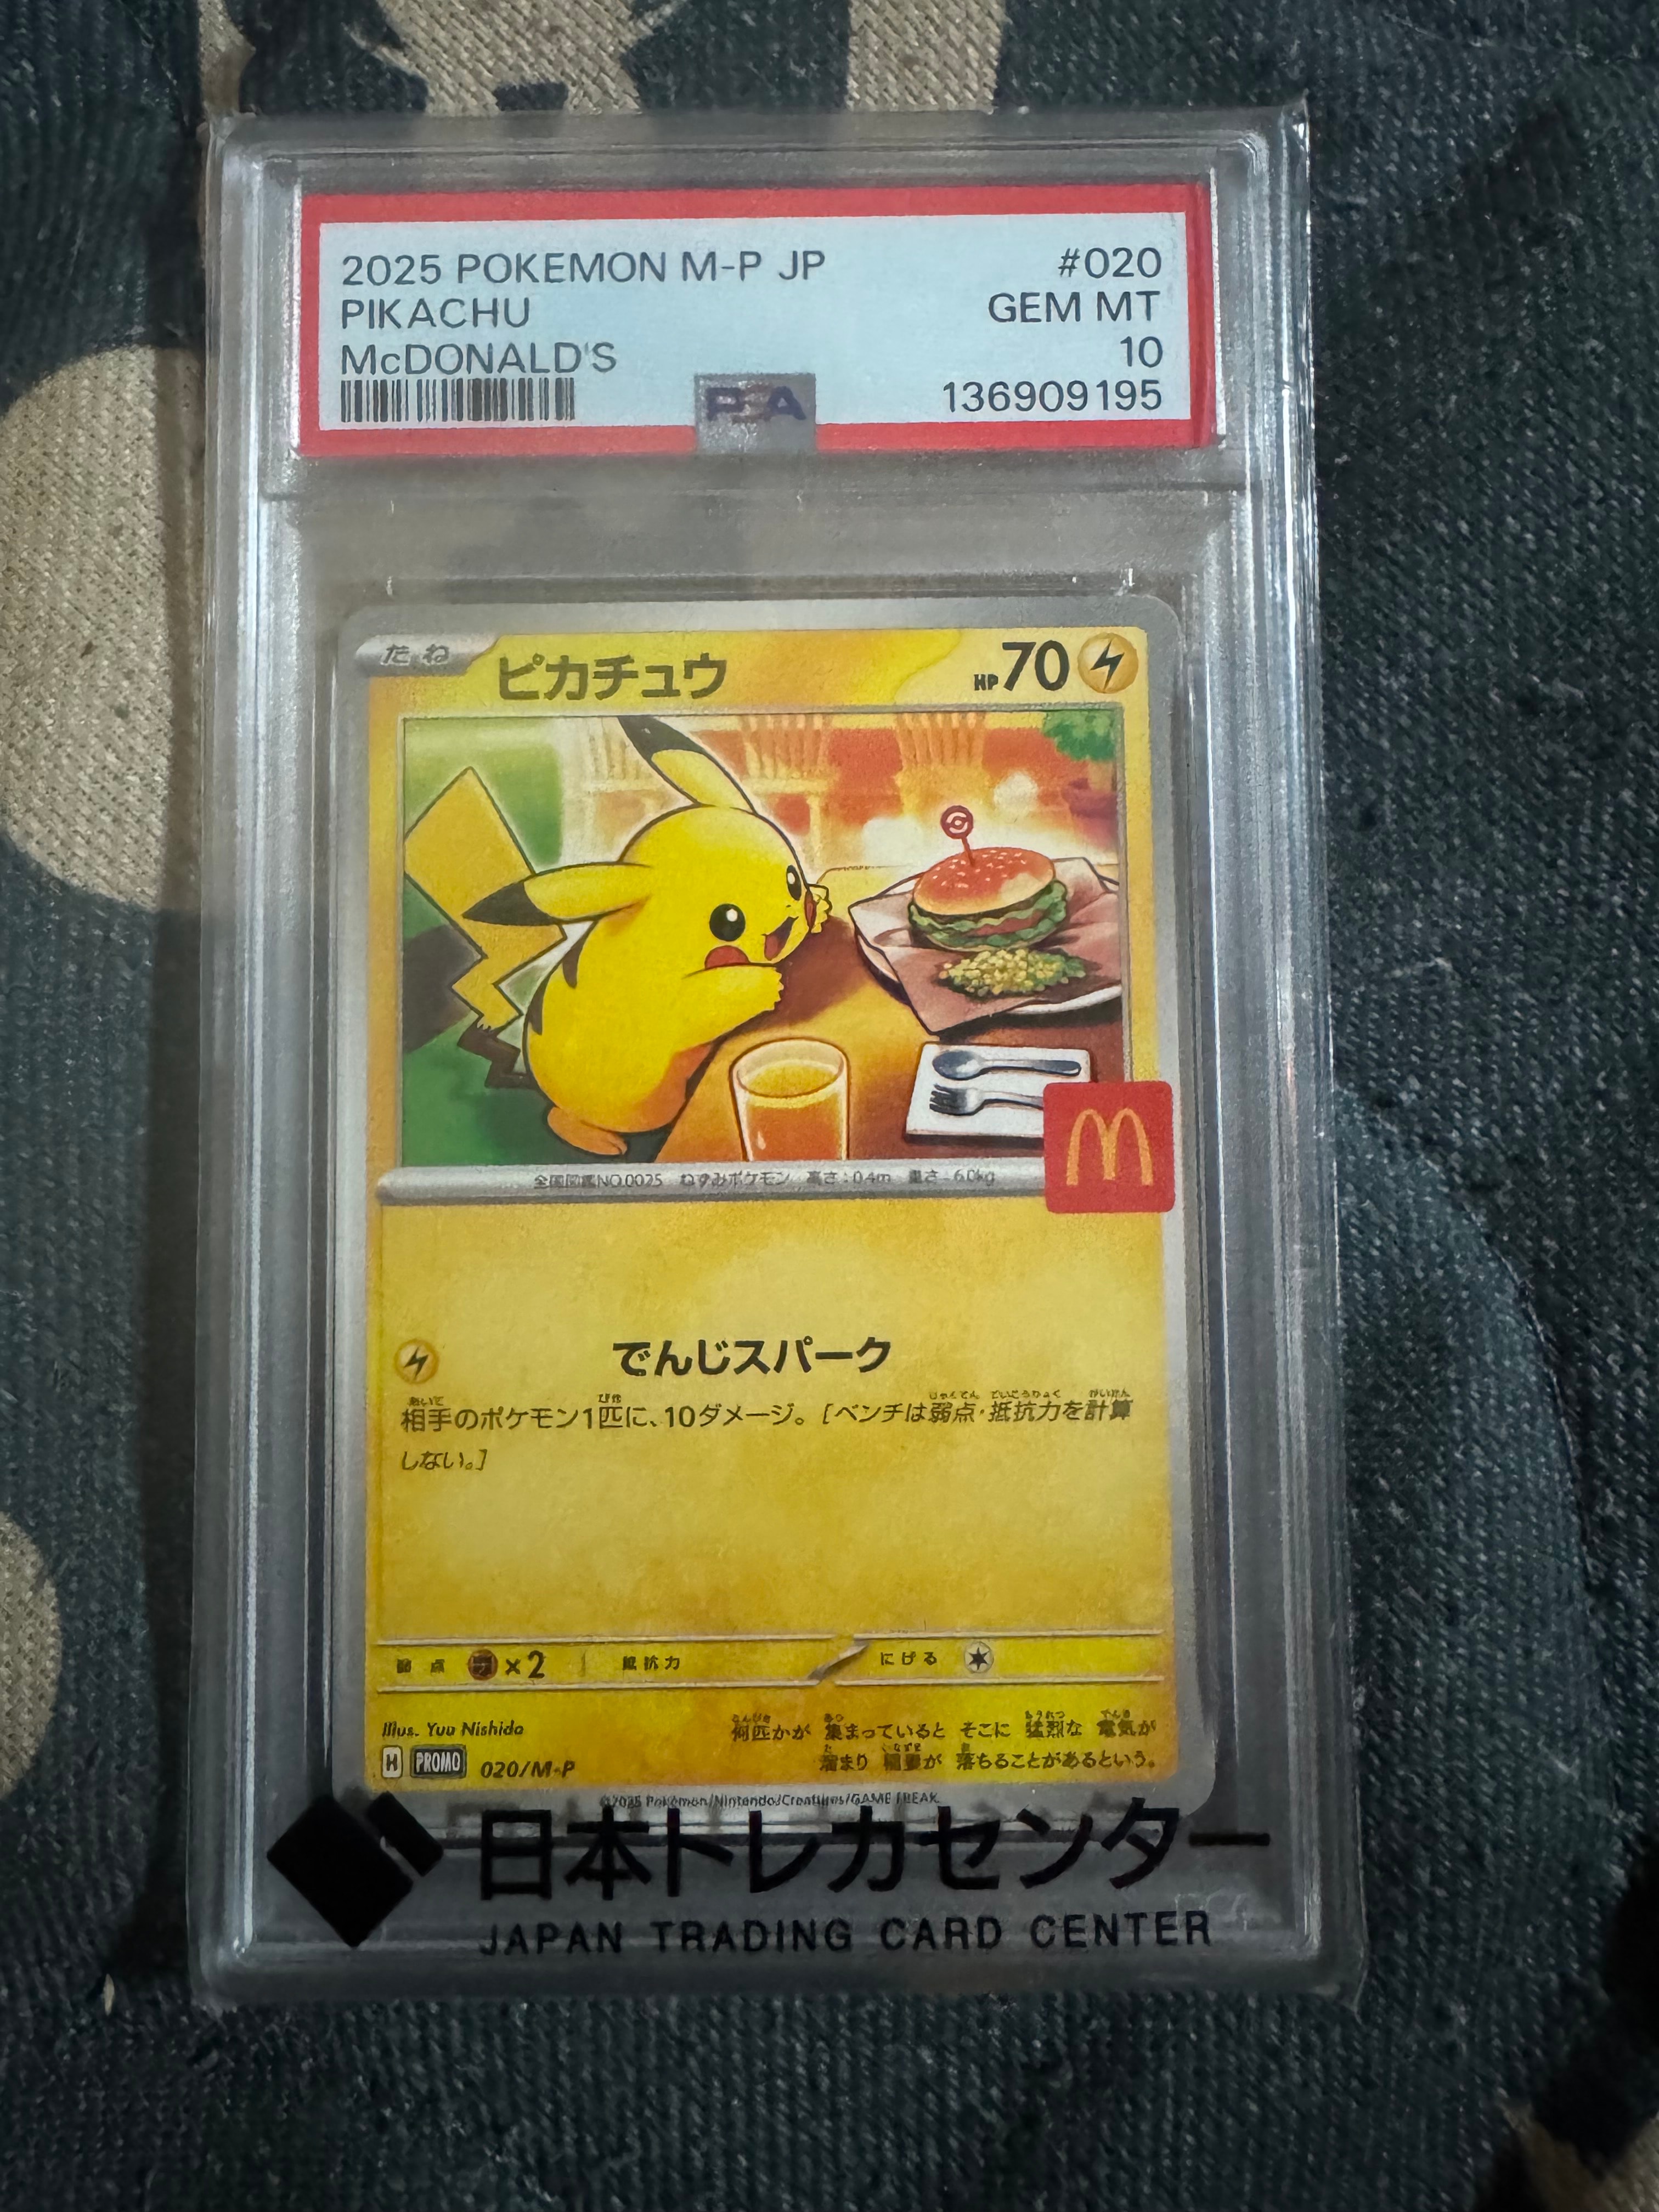 2025 POKEMON M-P JP #020
PIKACHU GEM MT
McDONALD'S 10
PSA 136909195
たね ピカチュウ HP70
全国図鑑NO.0025 ねずみポケモン 高さ:0.4m 重さ:6.0kg
M
でんじスパーク
相手のポケモン1匹に、10ダメージ。[ベンチは弱点・抵抗力を計算
しない。]
弱点 ×2 抵抗力 にげる
Illus. Yuu Nishida
何匹かが 集まっていると そこに 猛烈な 電気が
溜まり 稲妻が 落ちることがあるという。
PROMO 020/M-P
©2025 Pokémon/Nintendo/Creatures/GAME FREAK.
日本トレカセンター
JAPAN TRADING CARD CENTER